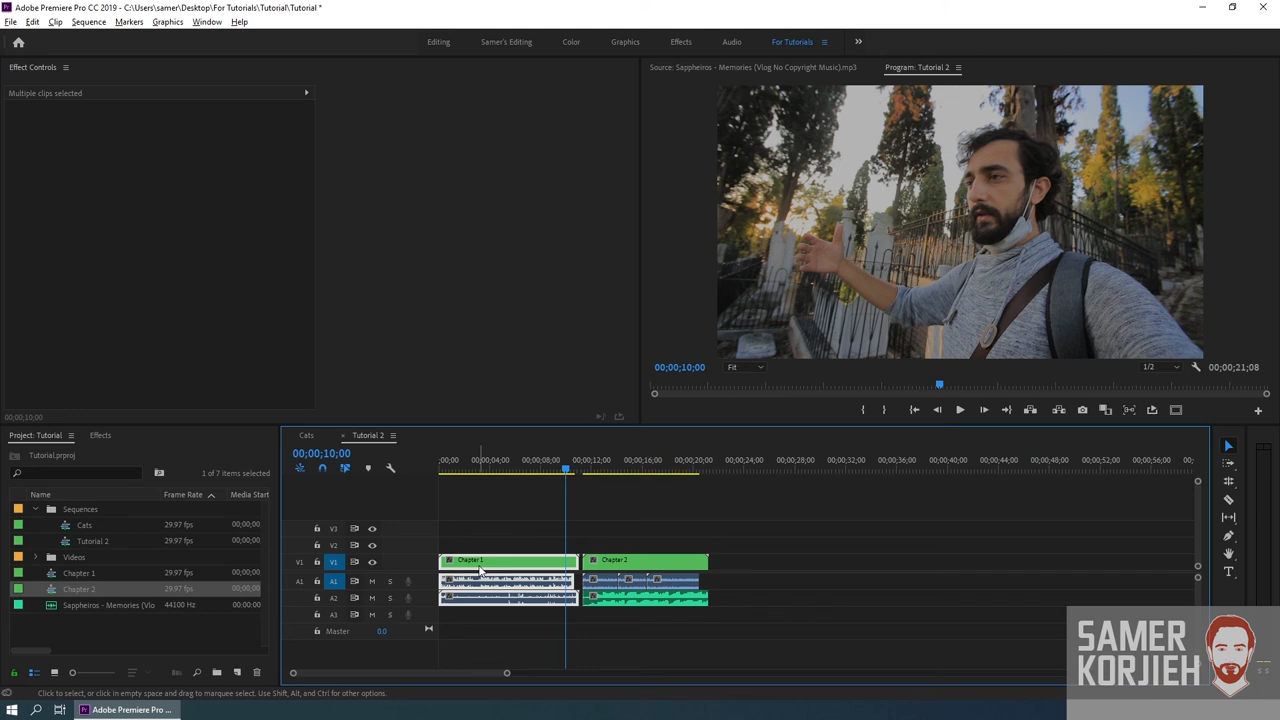 Adobe Premiere Pro CC 2019 - C:\Users\samer\Desktop\For Tutorials\Tutorial\Tutorial *
File Edit Clip Sequence Markers Graphics Window Help
Editing Samer's Editing Color Graphics Effects Audio For Tutorials
Effect Controls
Source: Sappheiros - Memories (Vlog No Copyright Music).mp3 Program: Tutorial 2
Multiple clips selected
00;00;10;00 Fit 1/2 00;00;21;08
00;00;10;00
Project: Tutorial Effects
Cats × Tutorial 2
Tutorial.prproj
00;00;10;00
;00;00 00;00;04;00 00;00;08;00 00;00;12;00 00;00;16;00 00;00;20;00 00;00;24;00 00;00;28;00 00;00;32;00 00;00;36;00 00;00;40;00 00;00;44;00 00;00;48;00 00;00;52;00 00;00;56;00 00;
1 of 7 items selected
Name Frame Rate Media Start
Sequences
Cats 29.97 fps 00;00;00
Tutorial 2 29.97 fps 00;00;00
Videos
Chapter 1 29.97 fps 00;00;00
Chapter 2 29.97 fps 00;00;00
Sappheiros - Memories (Vlo 44100 Hz 00:00:00
V3
V2
V1 V1 Chapter 1 Chapter 2
A1 A1 M S
A2 M S
A3 M S
Master 0.0
S S
SAMER
KORJIEH
Click to select, or click in empty space and drag to marquee select. Use Shift, Alt, and Ctrl for other options.
Adobe Premiere Pro ...